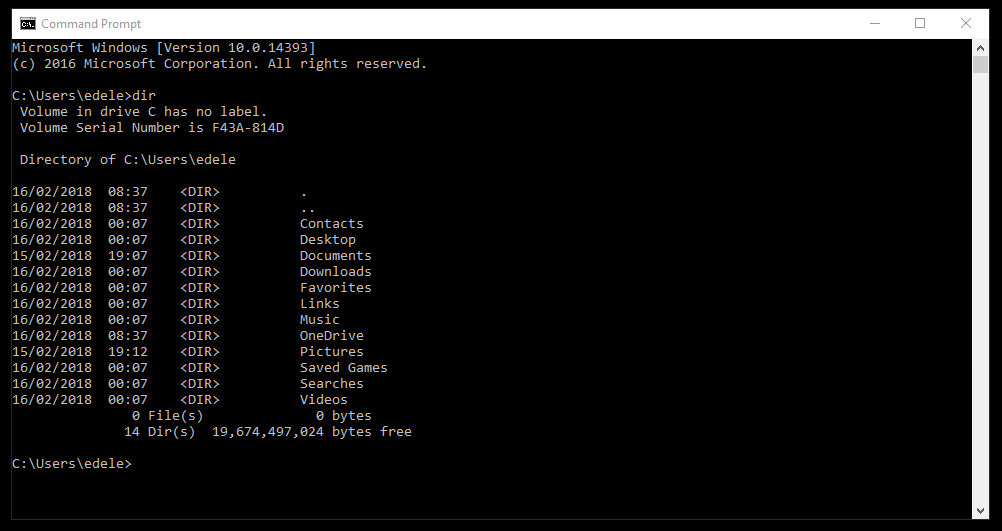 Command Prompt
Microsoft Windows [Version 10.0.14393]
(c) 2016 Microsoft Corporation. All rights reserved.
C:\Users\edele>dir
 Volume in drive C has no label.
 Volume Serial Number is F43A-814D
 Directory of C:\Users\edele
16/02/2018  08:37    <DIR>          .
16/02/2018  08:37    <DIR>          ..
16/02/2018  00:07    <DIR>          Contacts
16/02/2018  00:07    <DIR>          Desktop
15/02/2018  19:07    <DIR>          Documents
16/02/2018  00:07    <DIR>          Downloads
16/02/2018  00:07    <DIR>          Favorites
16/02/2018  00:07    <DIR>          Links
16/02/2018  00:07    <DIR>          Music
16/02/2018  08:37    <DIR>          OneDrive
15/02/2018  19:12    <DIR>          Pictures
16/02/2018  00:07    <DIR>          Saved Games
16/02/2018  00:07    <DIR>          Searches
16/02/2018  00:07    <DIR>          Videos
               0 File(s)              0 bytes
              14 Dir(s)  19,674,497,024 bytes free
C:\Users\edele>